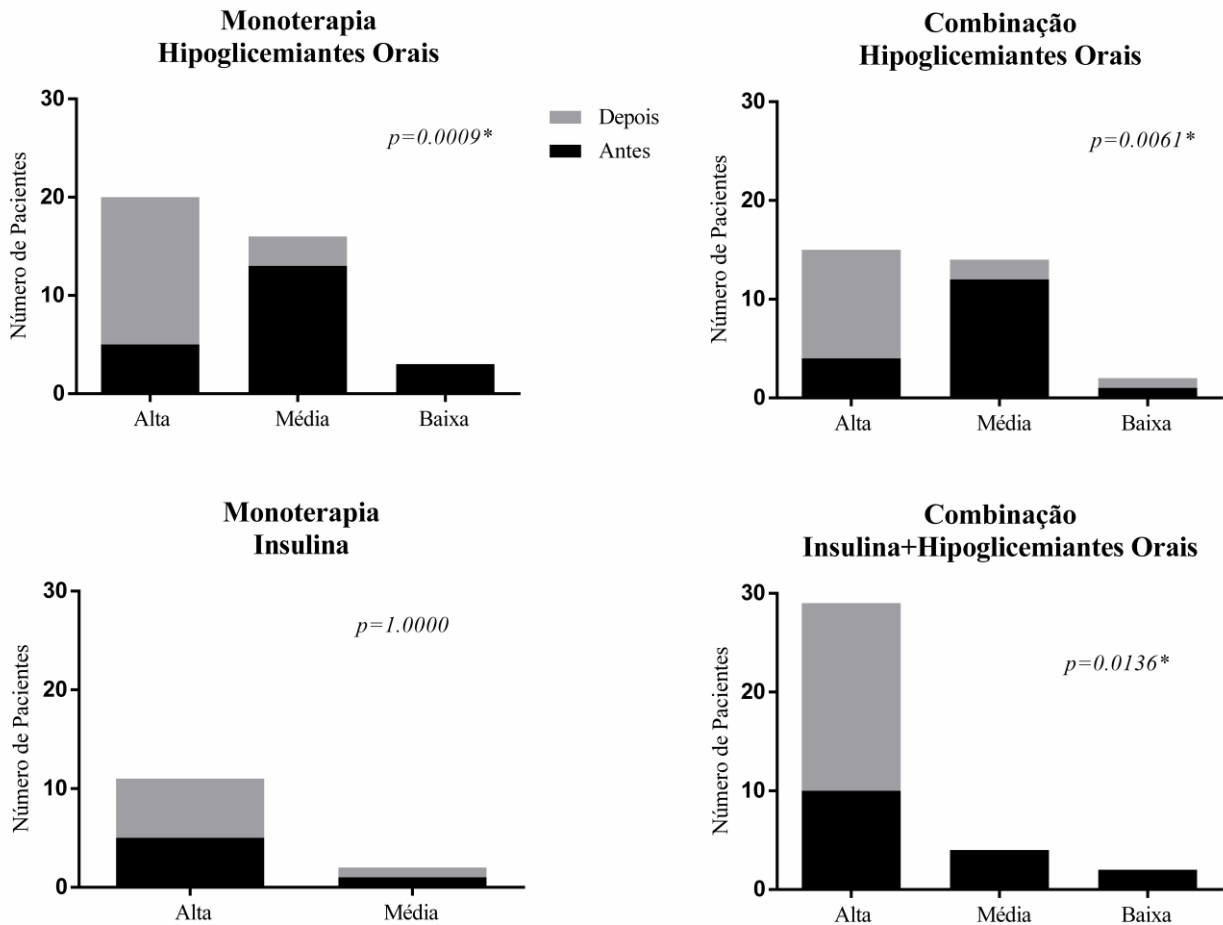 Monoterapia
Hipoglicemiantes Orais
Número de Pacientes
30
20
10
0
p=0.0009*
Alta
Média
Baixa
Depois
Antes
Combinação
Hipoglicemiantes Orais
Número de Pacientes
30
20
10
0
p=0.0061*
Alta
Média
Baixa
Monoterapia
Insulina
Número de Pacientes
30
20
10
0
p=1.0000
Alta
Média
Combinação
Insulina+Hipoglicemiantes Orais
Número de Pacientes
30
20
10
0
p=0.0136*
Alta
Média
Baixa